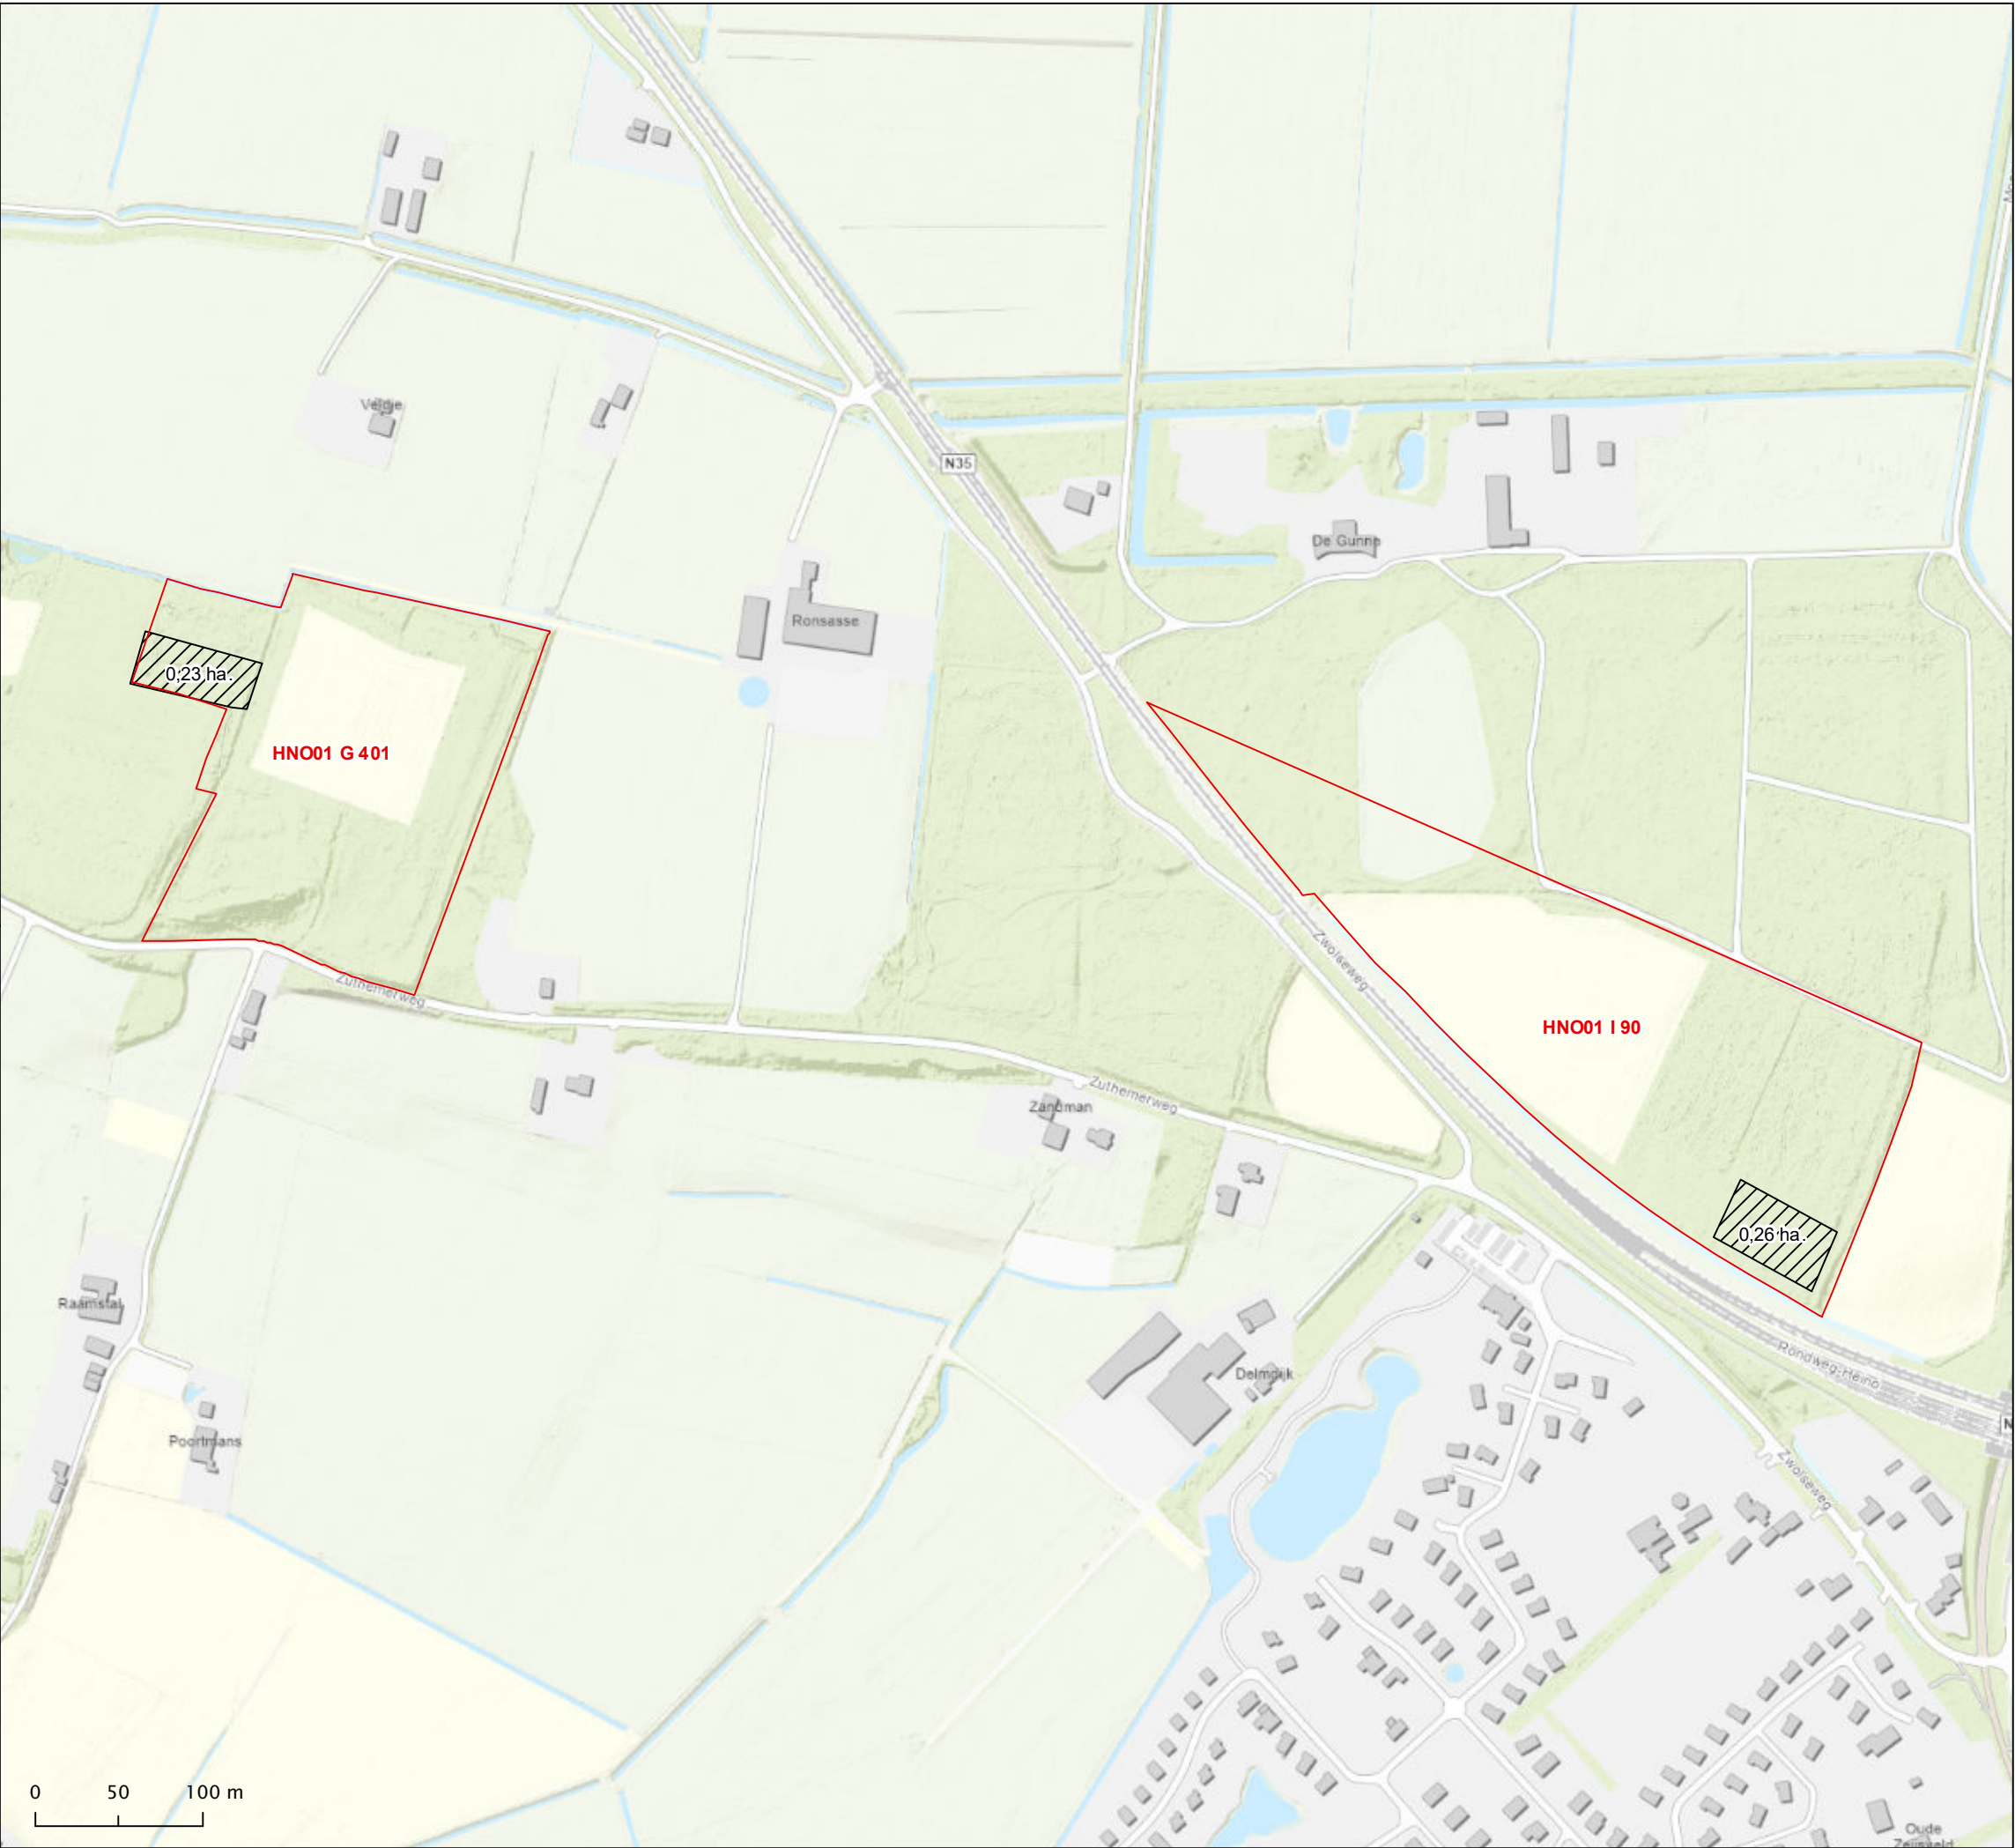 Veldje
N35
De Gunne
Ronsasse
0,23 ha.
HNO01 G 401
Zwolseweg
Zuthemerweg
HNO01 I 90
Zuthemerweg
Zandman
0,26 ha.
Raamstal
Rondweg-Heino
Delmdijk
Poortmans
Zwolseweg
0 50 100 m
Oude
Zeijsveld